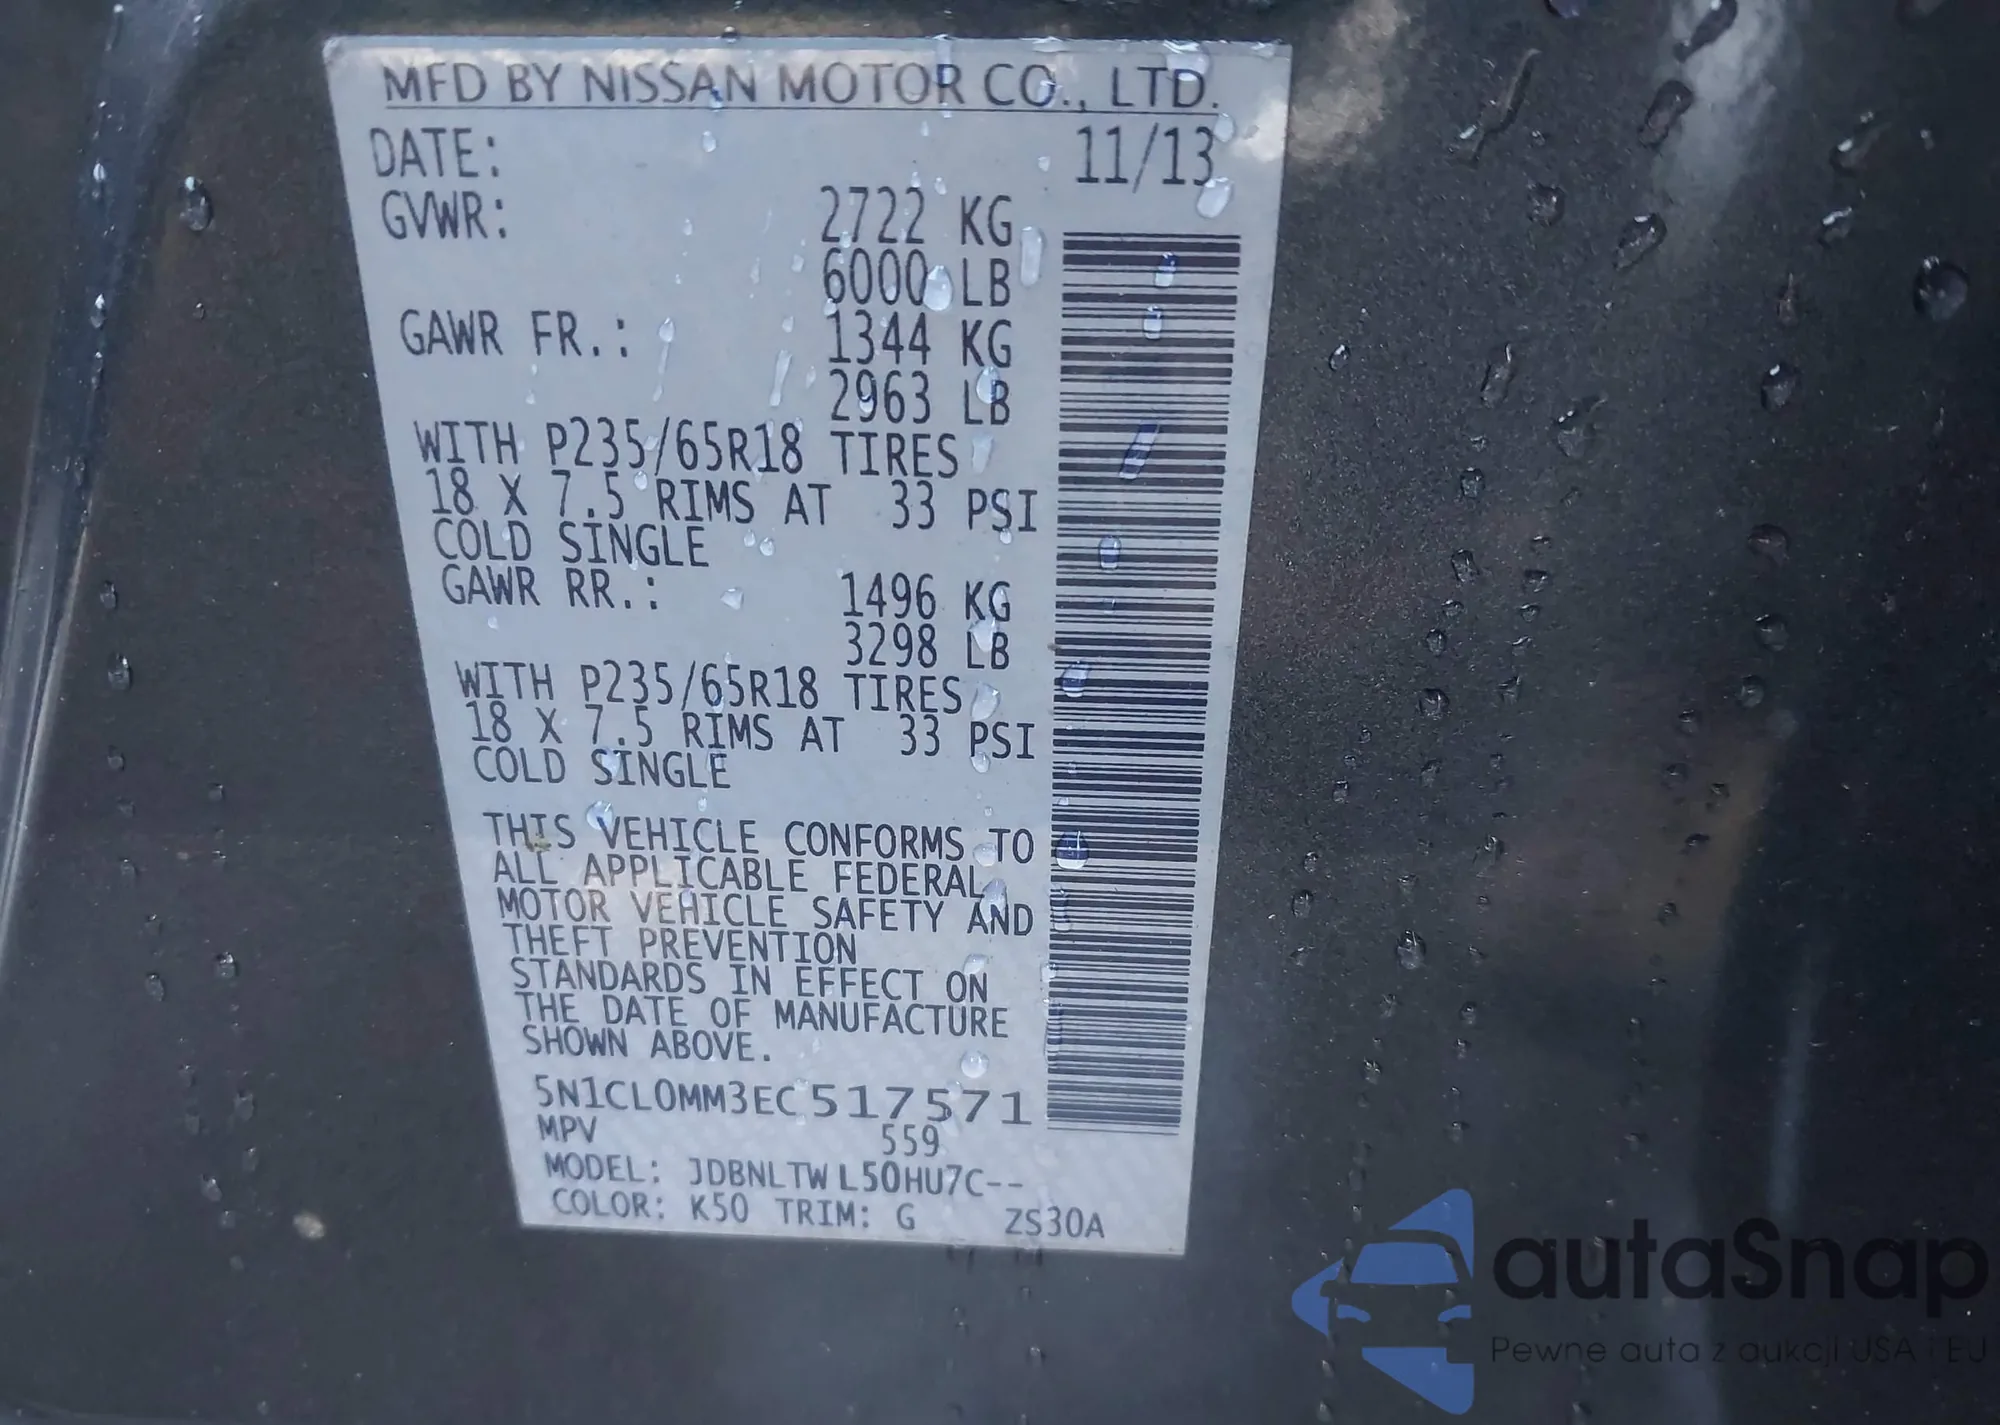 MFD BY NISSAN MOTOR CO., LTD.
DATE: 11/13
GVWR: 2722 KG
6000 LB
GAWR FR.: 1344 KG
2963 LB
WITH P235/65R18 TIRES
18 X 7.5 RIMS AT 33 PSI
COLD SINGLE
GAWR RR.: 1496 KG
3298 LB
WITH P235/65R18 TIRES
18 X 7.5 RIMS AT 33 PSI
COLD SINGLE
THIS VEHICLE CONFORMS TO
ALL APPLICABLE FEDERAL
MOTOR VEHICLE SAFETY AND
THEFT PREVENTION
STANDARDS IN EFFECT ON
THE DATE OF MANUFACTURE
SHOWN ABOVE.
5N1CL0MM3EC517571
MPV 559
MODEL: JDBNLTWL50HU7C--
COLOR: K50 TRIM: G ZS30A
autaSnap
Pewne auta z aukcji USA i EU